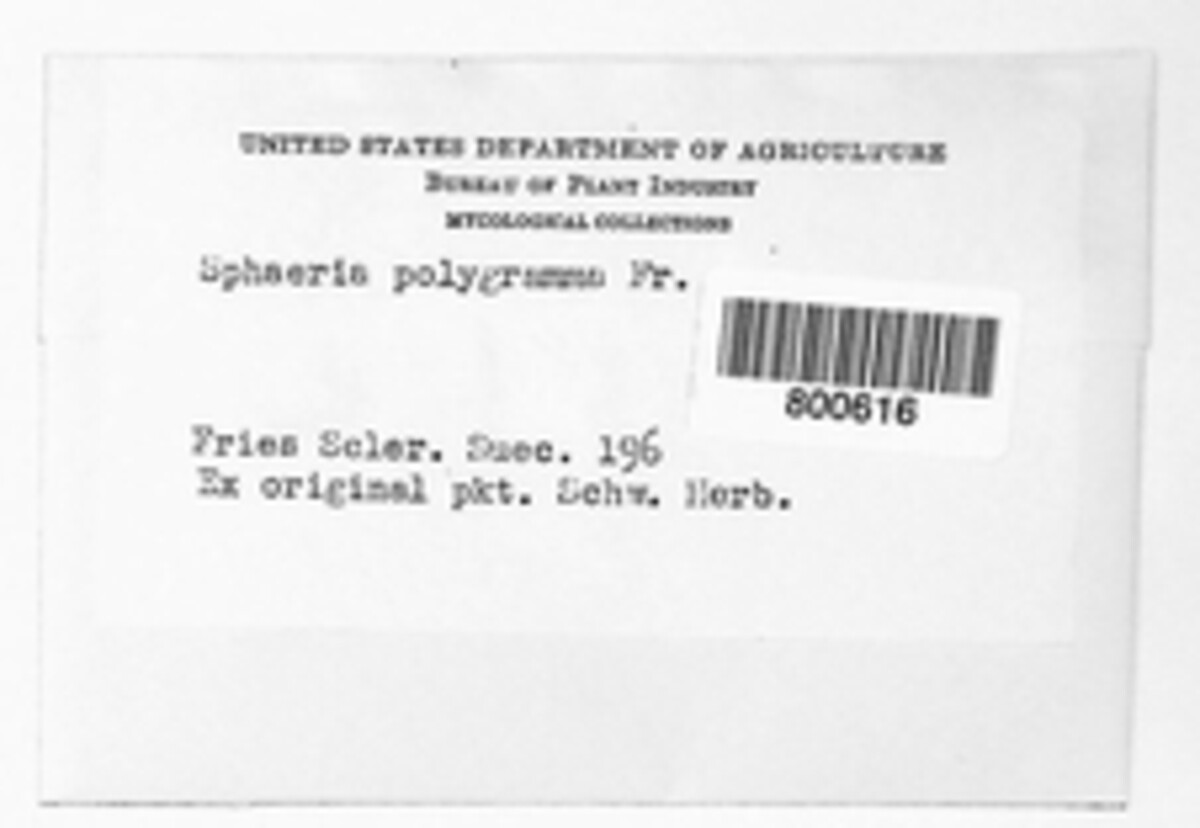 UNITED STATES DEPARTMENT OF AGRICULTURE
BUREAU OF PLANT INDUSTRY
MYCOLOGICAL COLLECTIONS
Sphaeria polygramma Fr.
800616
Fries Scler. Suec. 196
Ex original pkt. Schw. Herb.